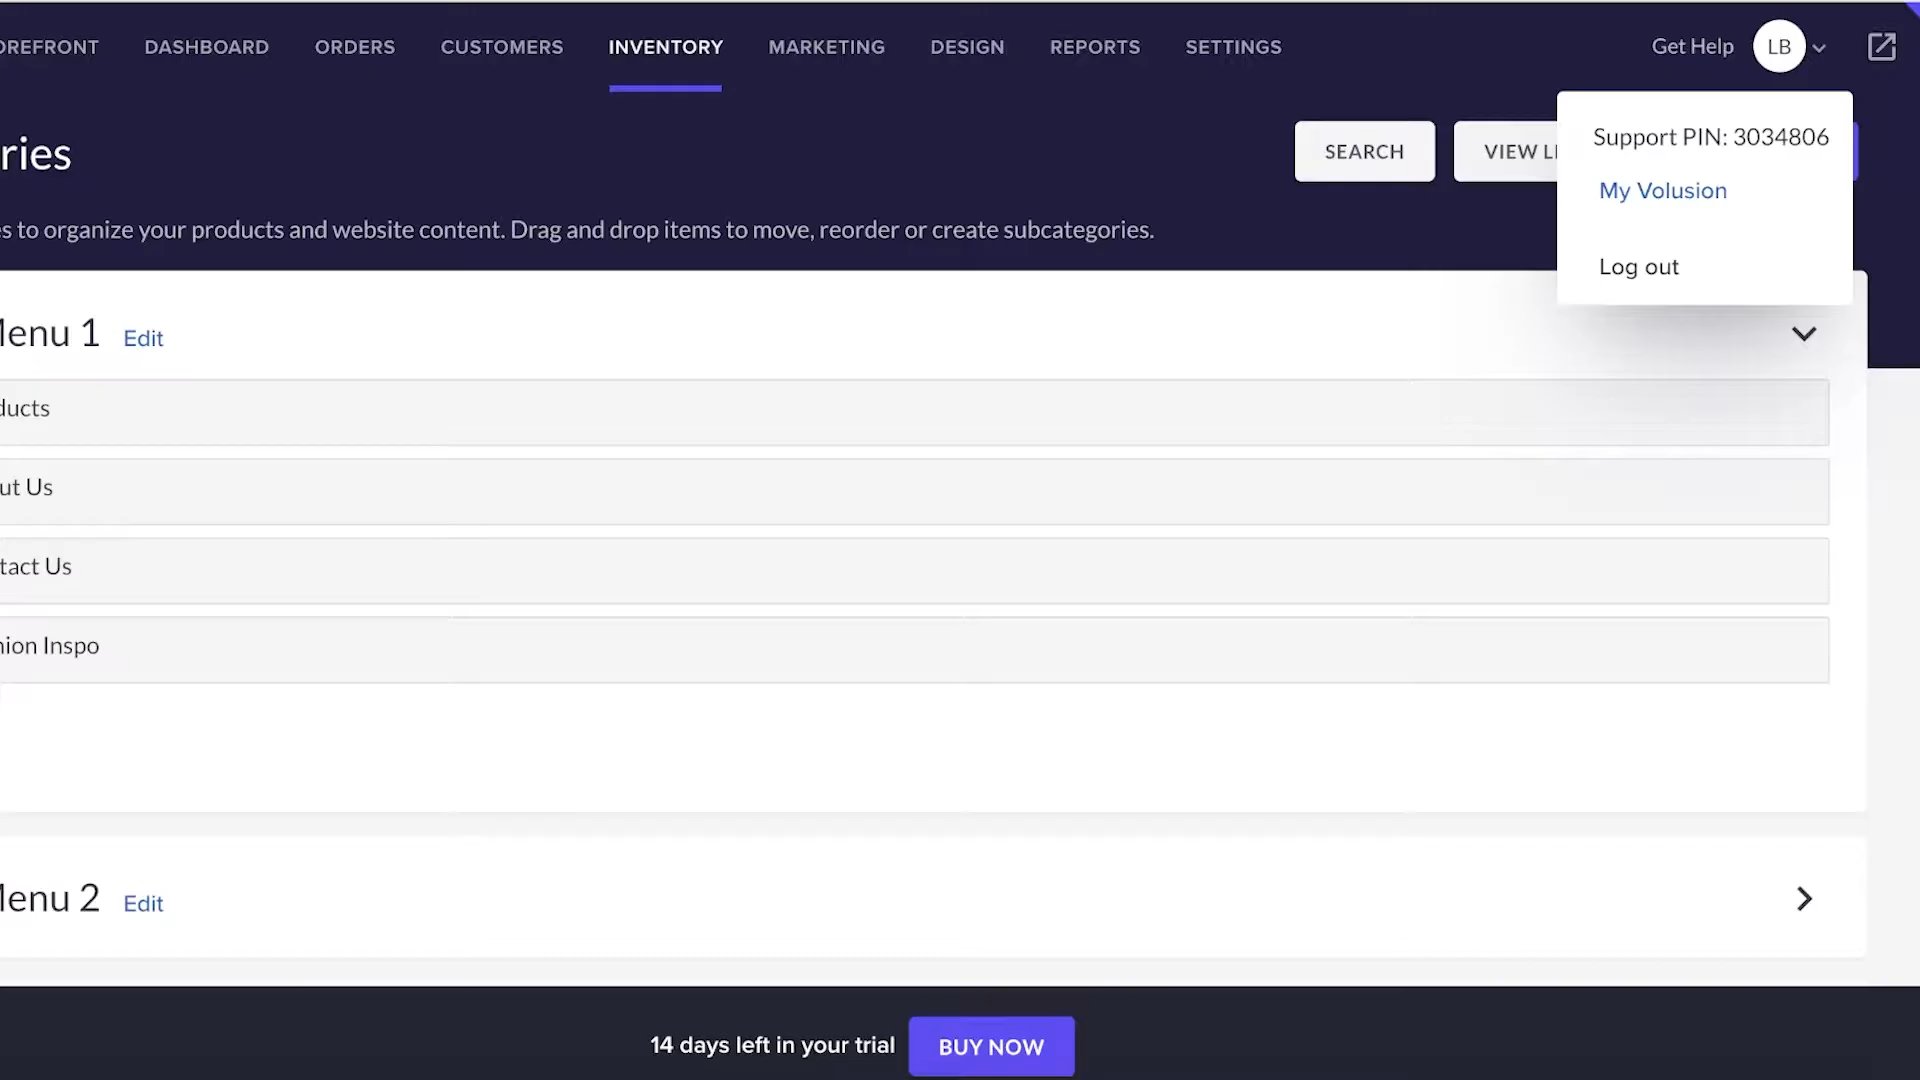 OREFRONT DASHBOARD ORDERS CUSTOMERS INVENTORY MARKETING DESIGN REPORTS SETTINGS Get Help LB
Support PIN: 3034806
ries SEARCH VIEW LI
My Volusion
s to organize your products and website content. Drag and drop items to move, reorder or create subcategories.
Log out
Menu 1 Edit
ducts
ut Us
tact Us
hion Inspo
Menu 2 Edit
14 days left in your trial BUY NOW